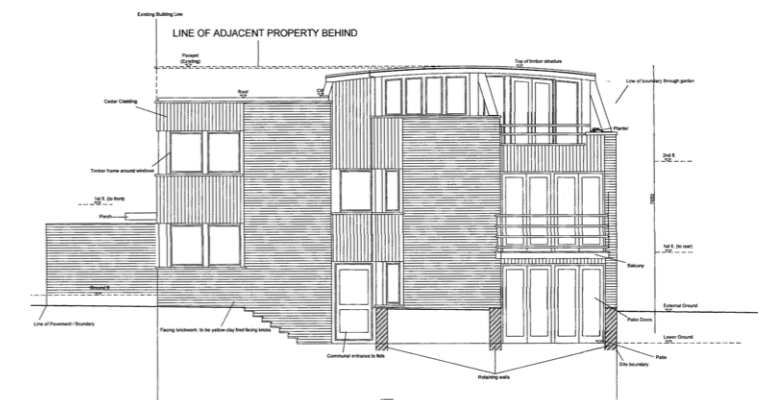 Existing Building Line
LINE OF ADJACENT PROPERTY BEHIND
Parapet
(Existing)
Top of timber structure
Line of boundary through garden
Roof
Cedar Cladding
Planter
2nd fl.
Timber frame around windows
1st fl. (to front)
Porch
1st fl. (to rear)
Balcony
Ground fl
External Ground
Line of Pavement / Boundary
Facing brickwork: to be yellow-clay fired facing bricks
Patio Doors
Lower Ground
Communal entrance to flats
Patio
Site boundary
Retaining walls